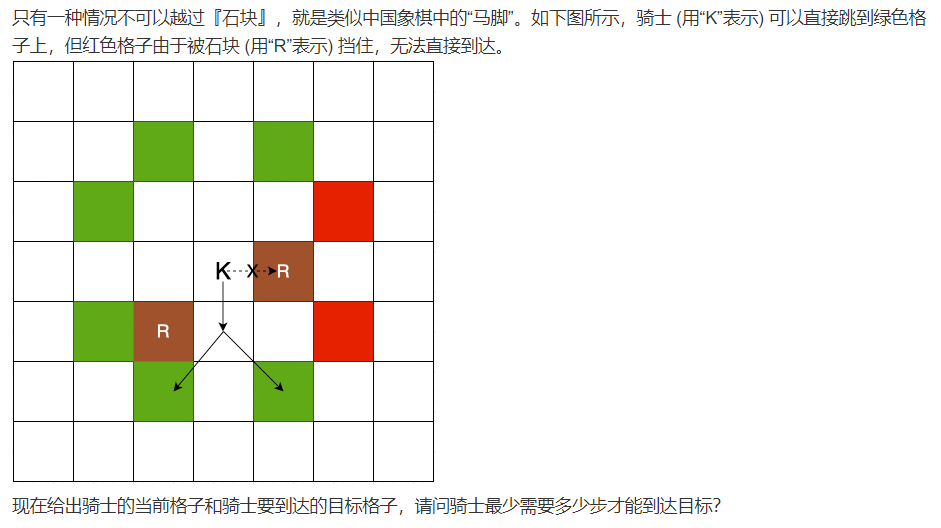 只有一种情况不可以越过『石块』，就是类似中国象棋中的“马脚”。如下图所示，骑士 (用“K”表示) 可以直接跳到绿色格
子上，但红色格子由于被石块 (用“R”表示) 挡住，无法直接到达。
K X R
R
现在给出骑士的当前格子和骑士要到达的目标格子，请问骑士最少需要多少步才能到达目标？